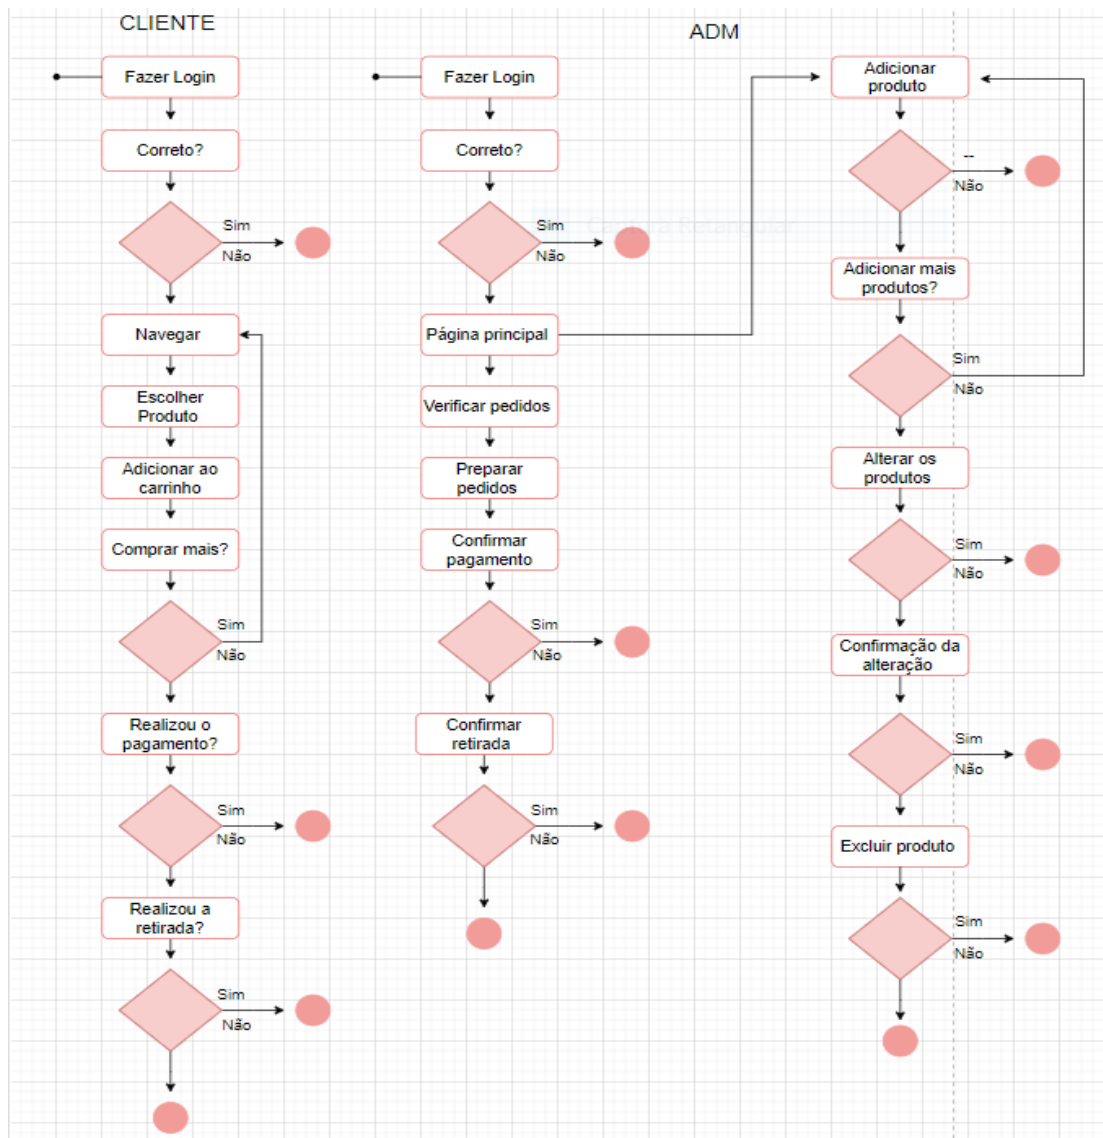 CLIENTE
Fazer Login
Correto?
Sim
Não
Navegar
Escolher
Produto
Adicionar ao
carrinho
Comprar mais?
Sim
Não
Realizou o
pagamento?
Sim
Não
Realizou a
retirada?
Sim
Não
ADM
Fazer Login
Correto?
Sim
Não
Página principal
Verificar pedidos
Preparar
pedidos
Confirmar
pagamento
Sim
Não
Confirmar
retirada
Sim
Não
Adicionar
produto
--
Não
Adicionar mais
produtos?
Sim
Não
Alterar os
produtos
Sim
Não
Confirmação da
alteração
Sim
Não
Excluir produto
Sim
Não